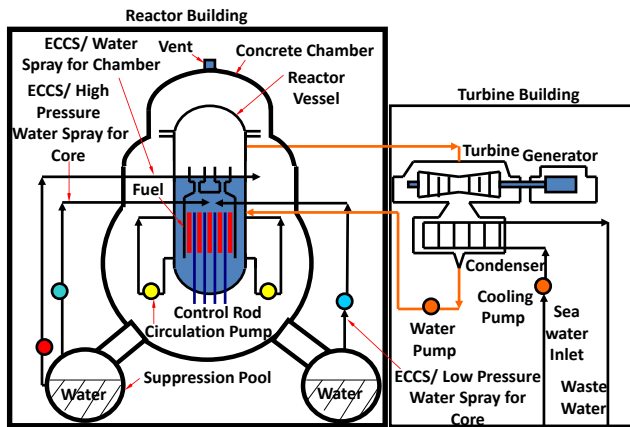 Reactor Building
ECCS/ Water
Spray for Chamber
Vent
Concrete Chamber
ECCS/ High
Pressure
Water Spray for
Core
Reactor
Vessel
Fuel
Control Rod
Circulation Pump
Water
Suppression Pool
Water
Turbine Building
Turbine
Generator
Condenser
Cooling
Pump
Water
Pump
Sea
water
Inlet
ECCS/ Low Pressure
Water Spray for
Core
Waste
Water